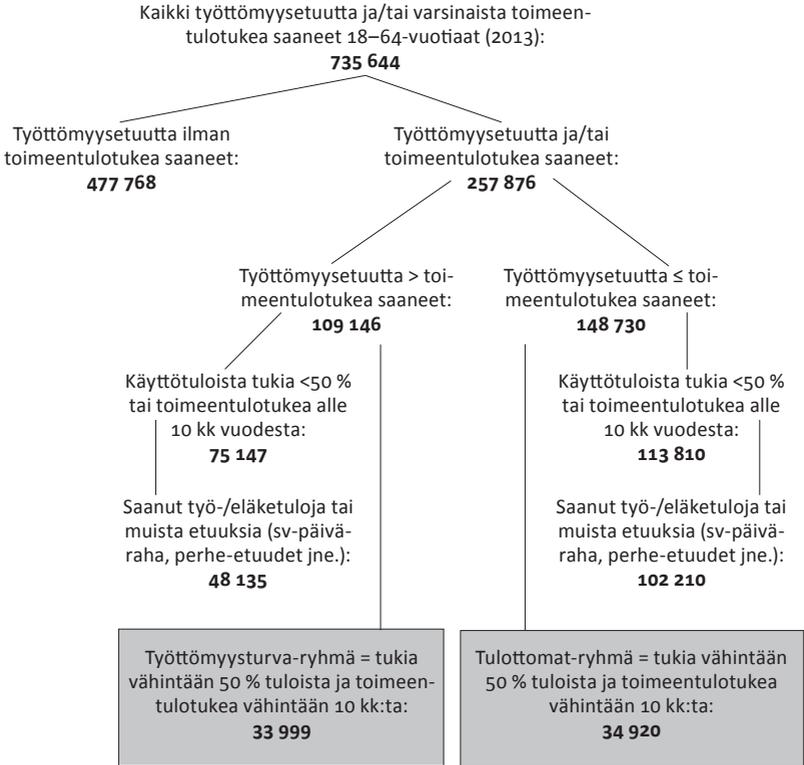 Kaikki työttömyysetuutta ja/tai varsinaista toimeen-
tulotukea saaneet 18–64-vuotiaat (2013):
735 644
Työttömyysetuutta ilman
toimeentulotukea saaneet:
477 768
Työttömyysetuutta ja/tai
toimeentulotukea saaneet:
257 876
Työttömyysetuutta > toi-
meentulotukea saaneet:
109 146
Työttömyysetuutta ≤ toi-
meentulotukea saaneet:
148 730
Käyttötuloista tukia <50 %
tai toimeentulotukea alle
10 kk vuodesta:
75 147
Käyttötuloista tukia <50 %
tai toimeentulotukea alle
10 kk vuodesta:
113 810
Saanut työ-/eläketuloja tai
muista etuuksia (sv-päivä-
raha, perhe-etuudet jne.):
48 135
Saanut työ-/eläketuloja tai
muista etuuksia (sv-päivä-
raha, perhe-etuudet jne.):
102 210
Työttömyysturva-ryhmä = tukia
vähintään 50 % tuloista ja toimeen-
tulotukea vähintään 10 kk:ta:
33 999
Tulottomat-ryhmä = tukia vähintään
50 % tuloista ja toimeentulotukea
vähintään 10 kk:ta:
34 920